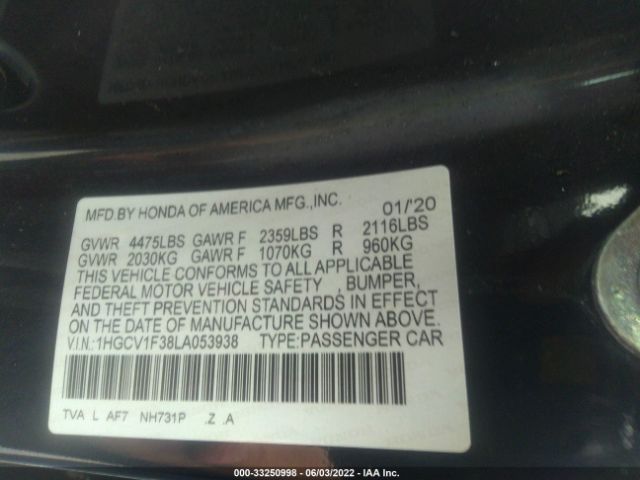 MFD.BY HONDA OF AMERICA MFG.,INC. 01/'20
GVWR 4475LBS GAWR F 2359LBS R 2116LBS
GVWR 2030KG GAWR F 1070KG R 960KG
THIS VEHICLE CONFORMS TO ALL APPLICABLE
FEDERAL MOTOR VEHICLE SAFETY , BUMPER,
AND THEFT PREVENTION STANDARDS IN EFFECT
ON THE DATE OF MANUFACTURE SHOWN ABOVE.
V.I.N.:1HGCV1F38LA053938 TYPE:PASSENGER CAR
TVA L AF7 NH731P .Z .A
000-33250998 - 06/03/2022 - IAA Inc.